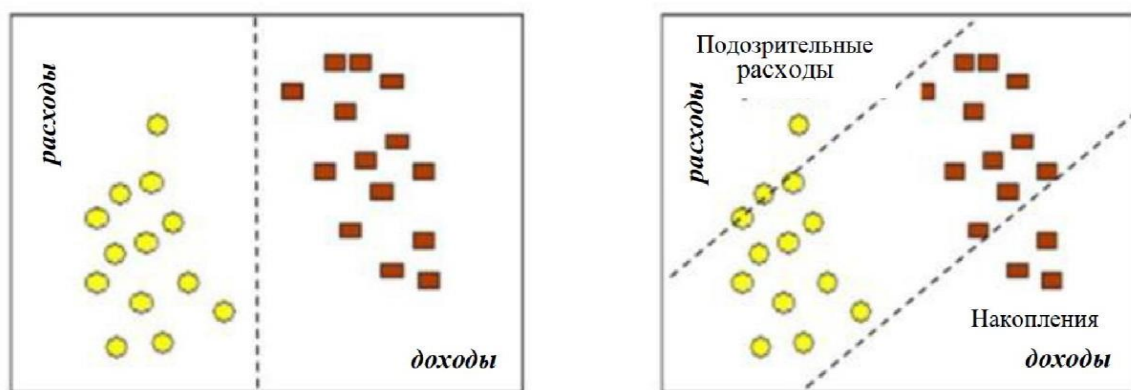 расходы
доходы
Подозрительные
расходы
расходы
Накопления
доходы